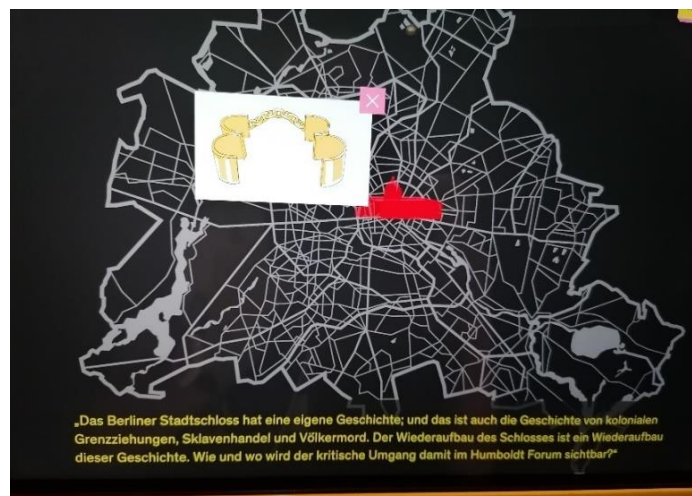 „Das Berliner Stadtschloss hat eine eigene Geschichte; und das ist auch die Geschichte von kolonialen
Grenzziehungen, Sklavenhandel und Völkermord. Der Wiederaufbau des Schlosses ist ein Wiederaufbau
dieser Geschichte. Wie und wo wird der kritische Umgang damit im Humboldt Forum sichtbar?“